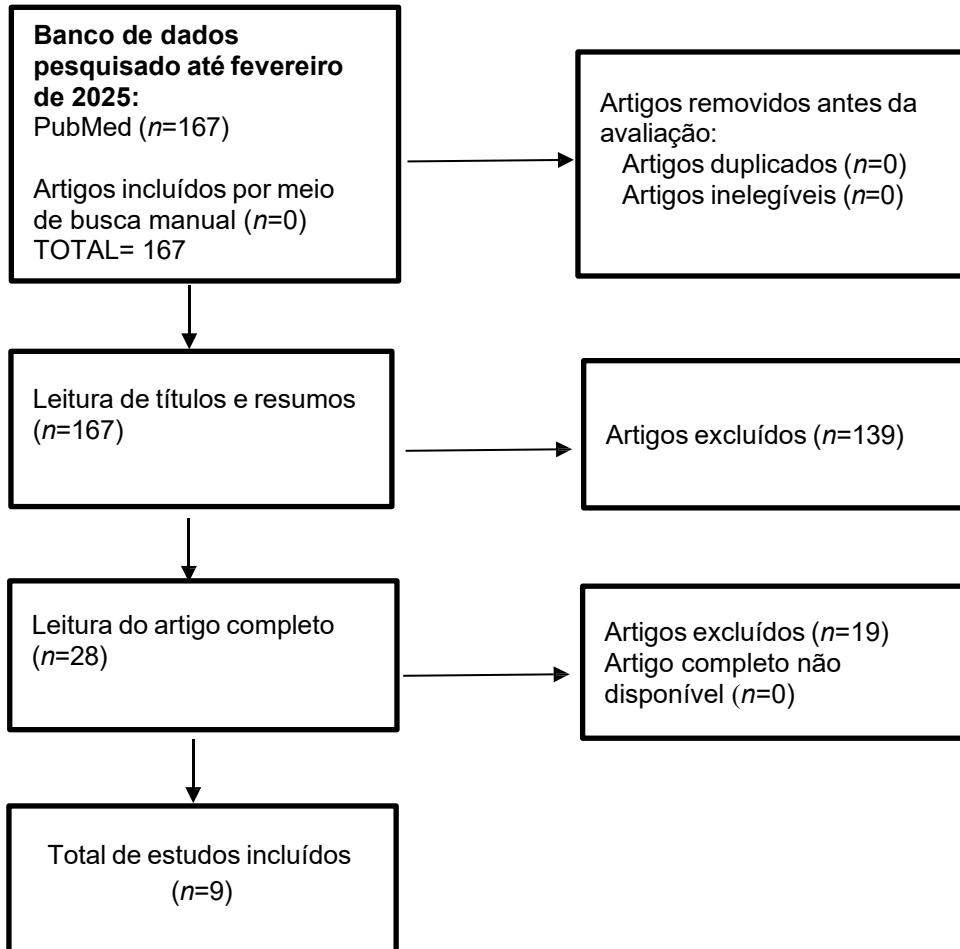 Banco de dados
pesquisado até fevereiro
de 2025:
PubMed (n=167)
Artigos incluídos por meio
de busca manual (n=0)
TOTAL= 167
Artigos removidos antes da
avaliação:
Artigos duplicados (n=0)
Artigos inelegíveis (n=0)
Leitura de títulos e resumos
(n=167)
Artigos excluídos (n=139)
Leitura do artigo completo
(n=28)
Artigos excluídos (n=19)
Artigo completo não
disponível (n=0)
Total de estudos incluídos
(n=9)